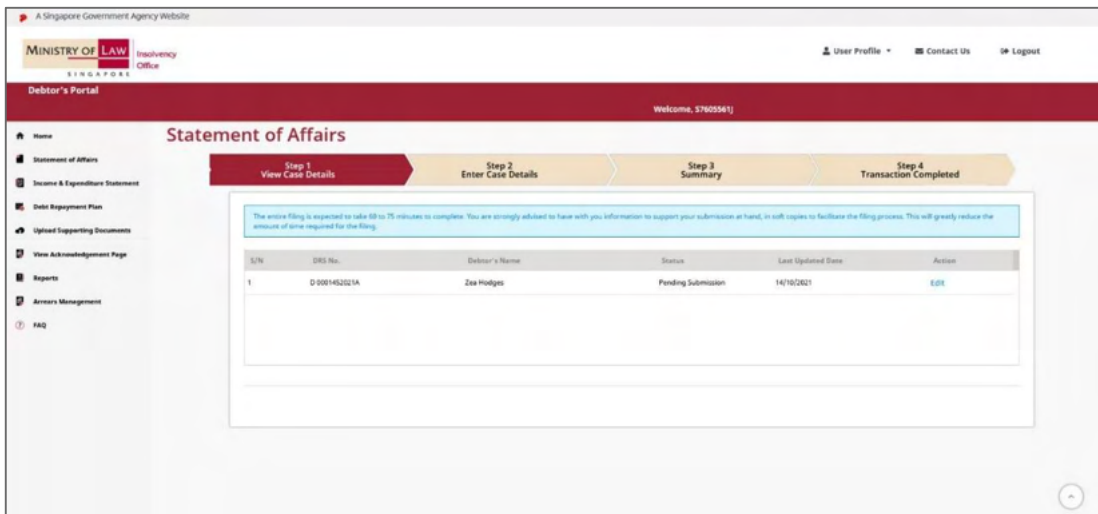 A Singapore Government Agency Website
MINISTRY OF LAW
SINGAPORE
Insolvency
Office
User Profile
Contact Us
Logout
Debtor's Portal
Welcome, S7605561J
Home
Statement of Affairs
Income & Expenditure Statement
Debt Repayment Plan
Upload Supporting Documents
View Acknowledgement Page
Reports
Arrears Management
FAQ
Statement of Affairs
Step 1
View Case Details
Step 2
Enter Case Details
Step 3
Summary
Step 4
Transaction Completed
The entire filing is expected to take 60 to 75 minutes to complete. You are strongly advised to have with you information to support your submission at hand, in soft copies to facilitate the filing process. This will greatly reduce the
amount of time required for the filing.
S/N DRS No. Debtor's Name Status Last Updated Date Action
1 D 0001452021A Zea Hodges Pending Submission 14/10/2021 Edit